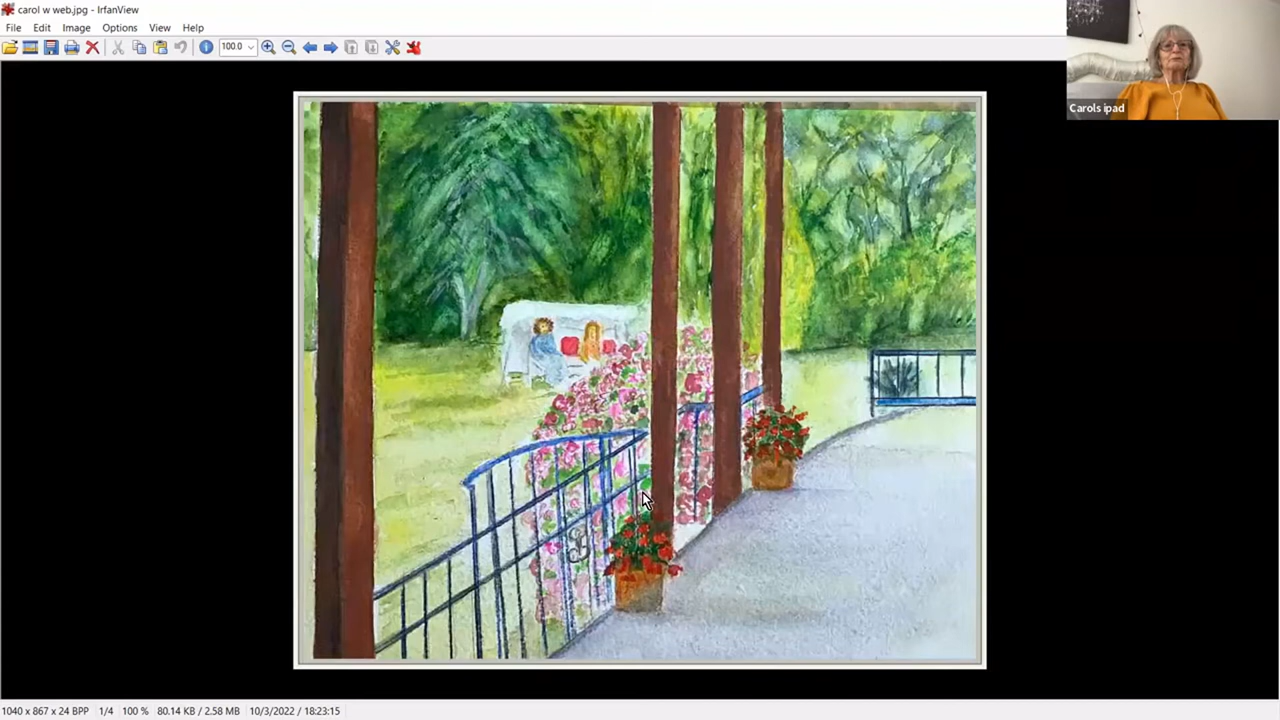 carol w web.jpg - IrfanView
File Edit Image Options View Help
100.0
Carols ipad
1040 x 867 x 24 BPP 1/4 100 % 80.14 KB / 2.58 MB 10/3/2022 / 18:23:15